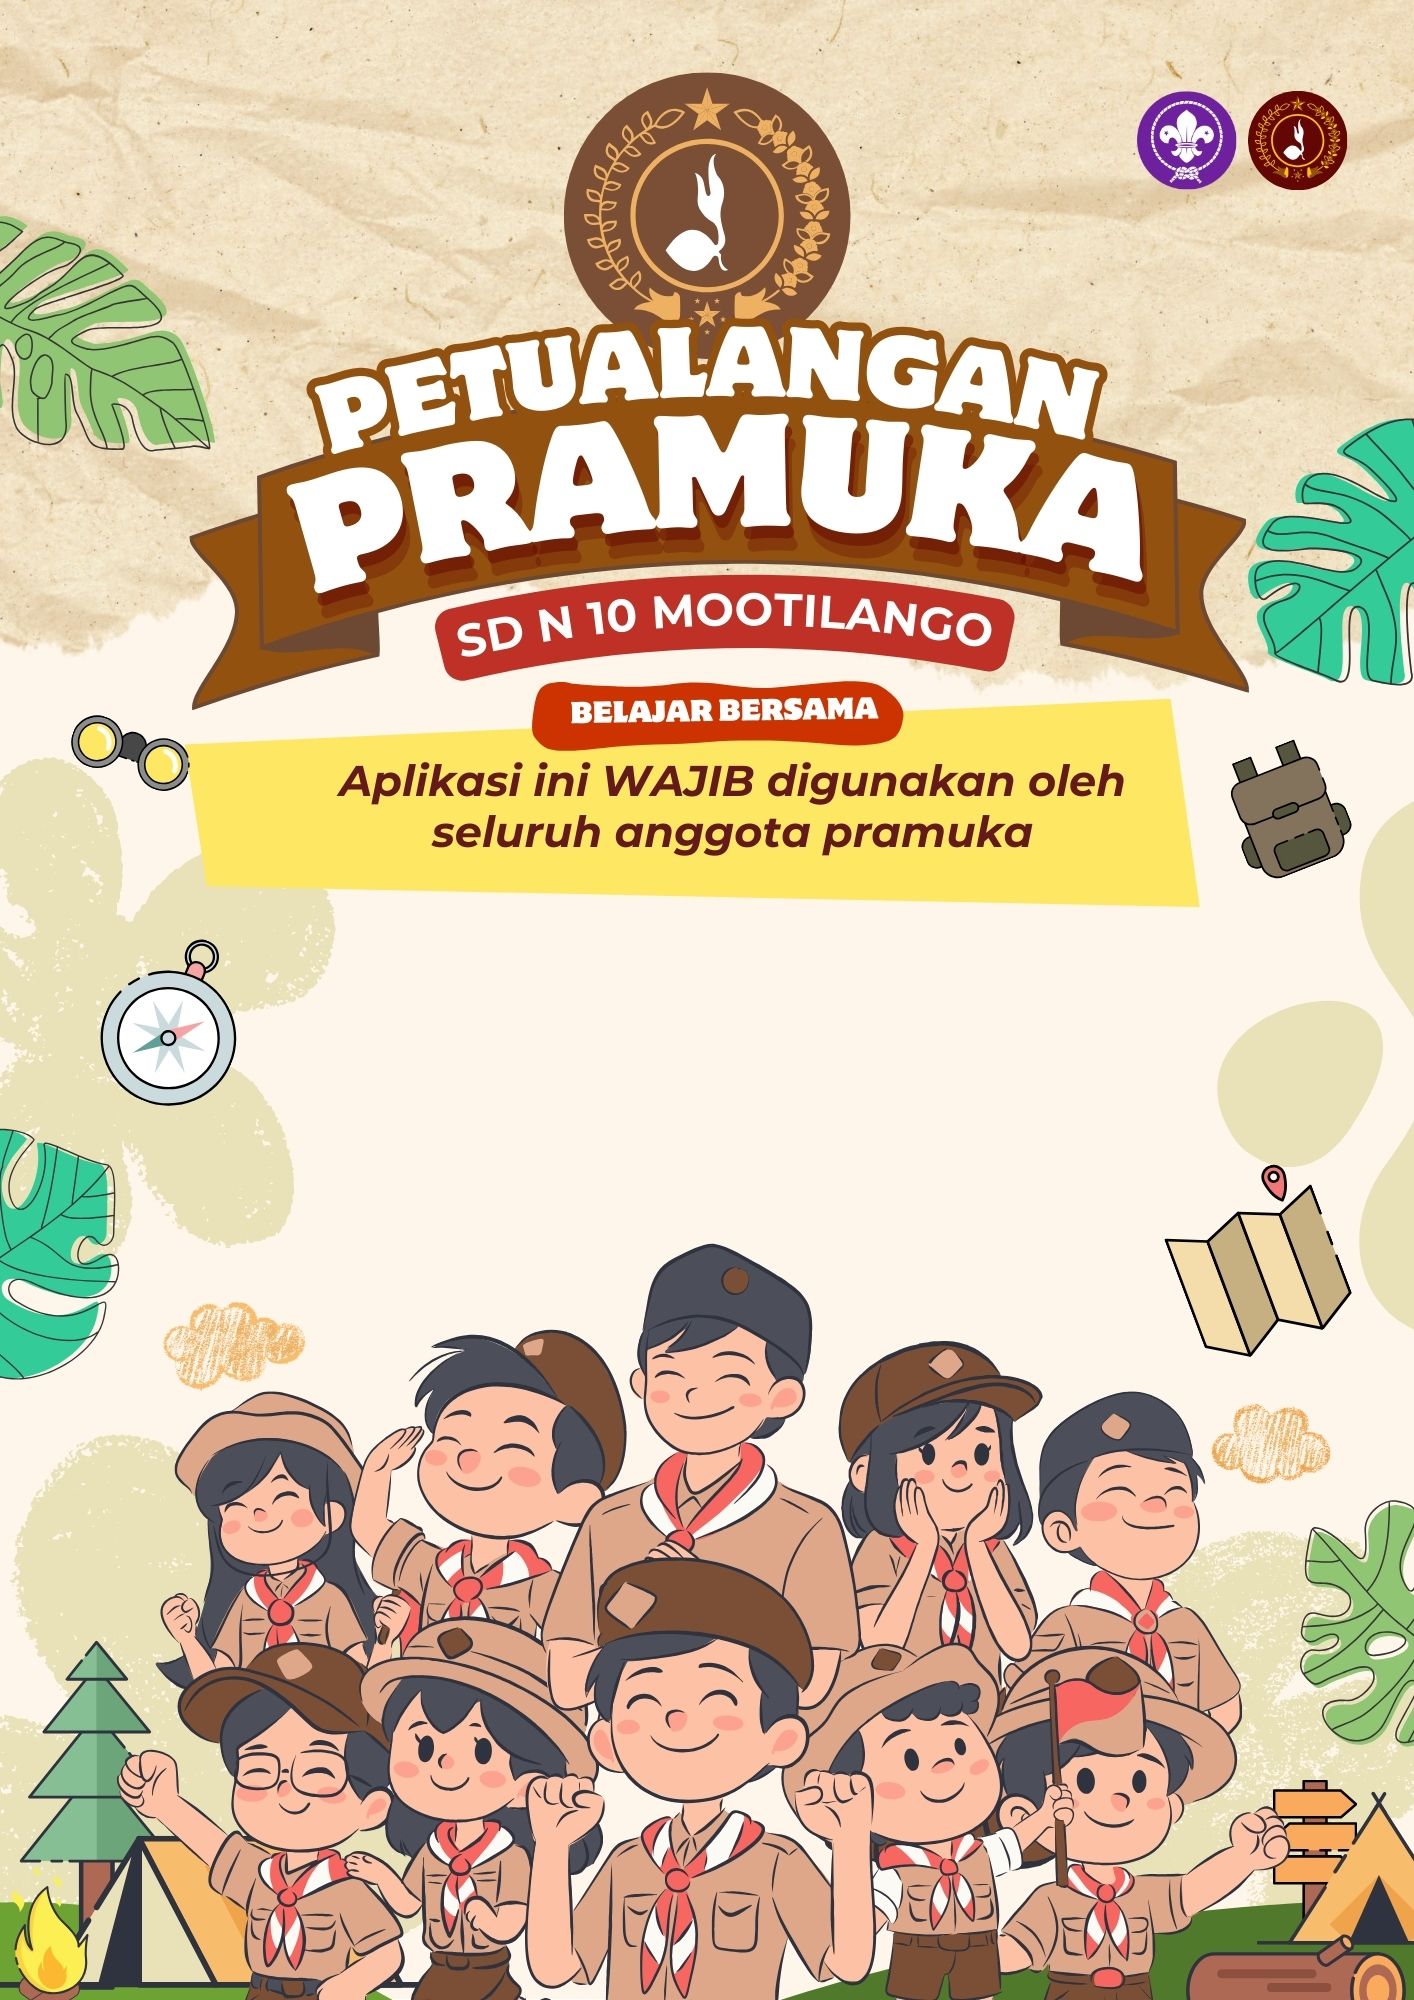 PETUALANGAN
PRAMUKA
SD N 10 MOOTILANGO
BELAJAR BERSAMA
Aplikasi ini WAJIB digunakan oleh
seluruh anggota pramuka